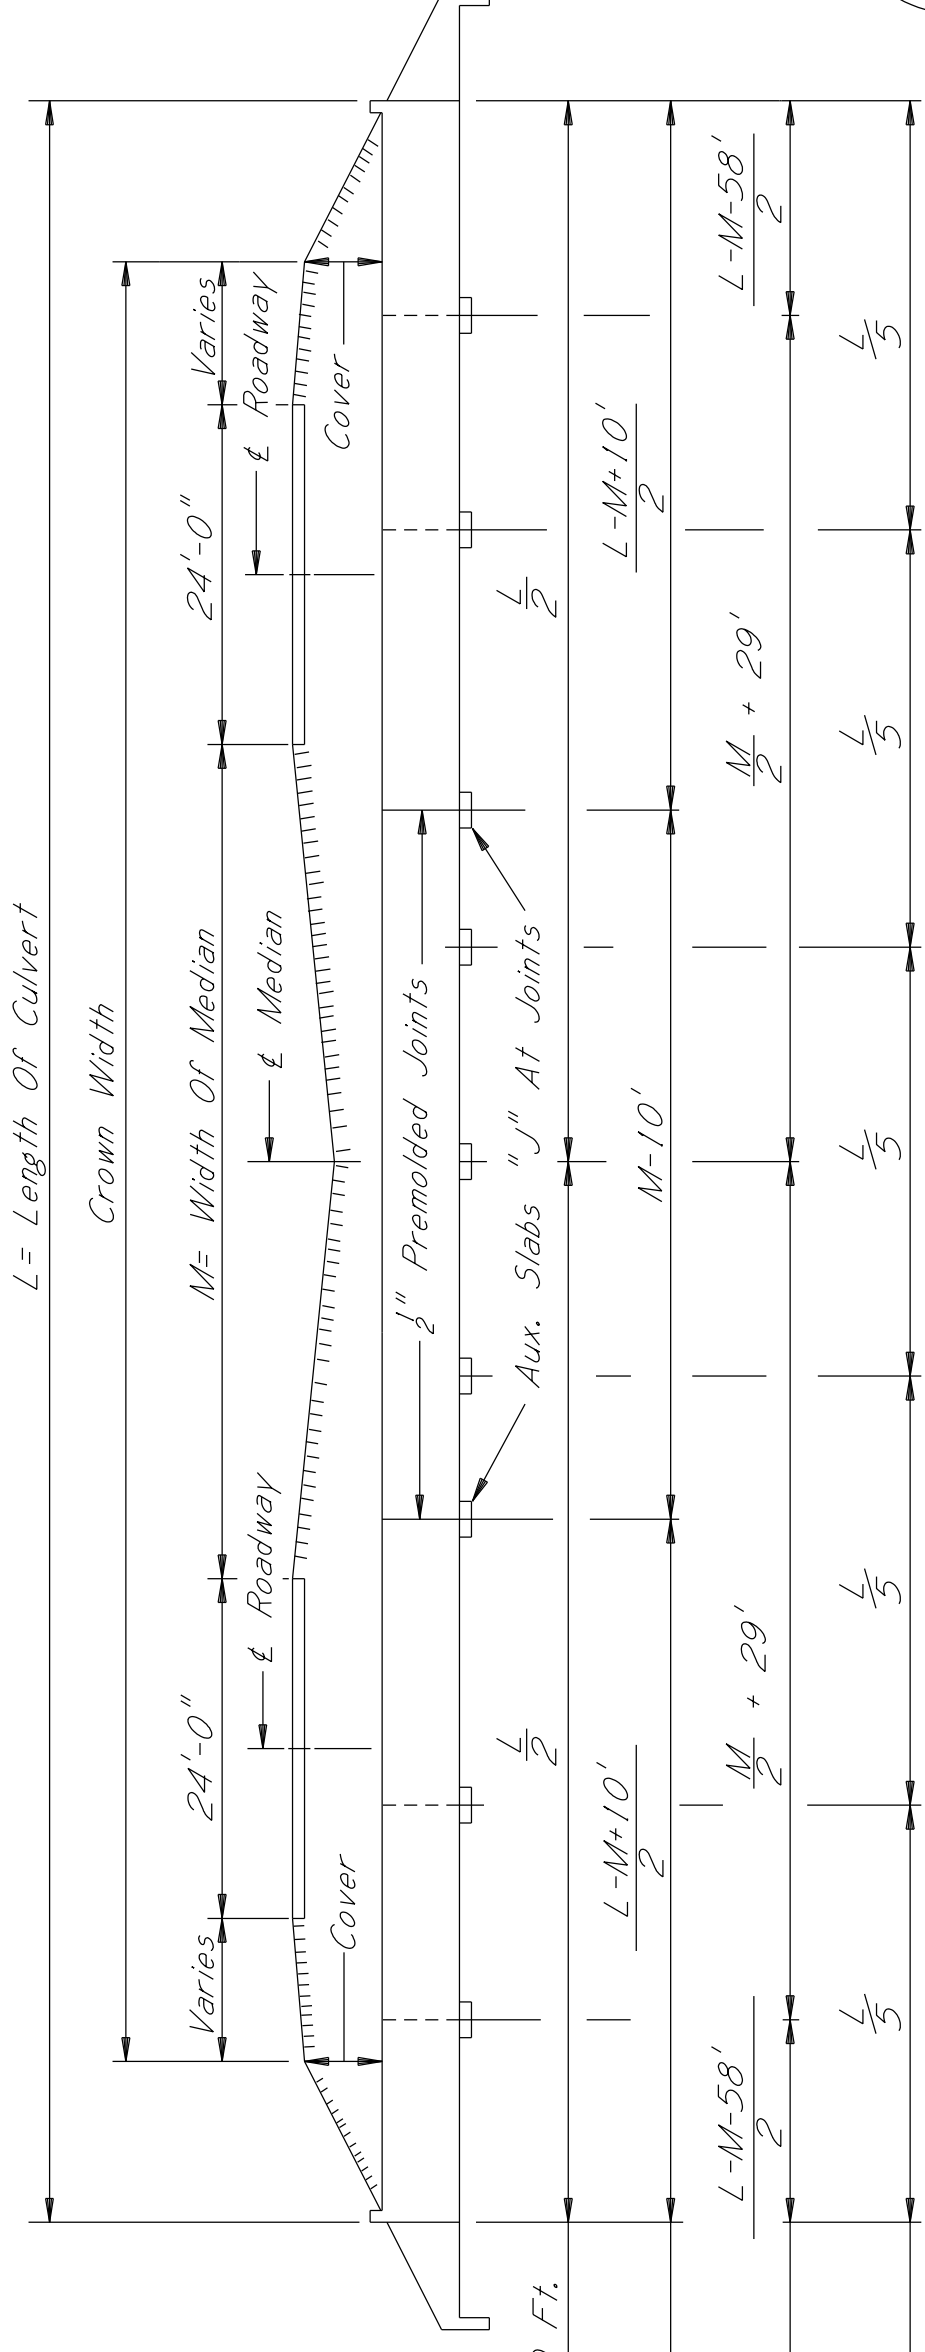 L= Length Of Culvert
Crown Width
Varies
24'-0"
M= Width Of Median
24'-0"
Varies
℄ Roadway
℄ Median
℄ Roadway
Cover
Cover
1/2" Premolded Joints
Aux. Slabs "J" At Joints
Ft.
L/2
L/2
L-M+10'
2
M-10'
L-M+10'
2
L-M-58'
2
M/2 + 29'
M/2 + 29'
L-M-58'
2
L/5
L/5
L/5
L/5
L/5